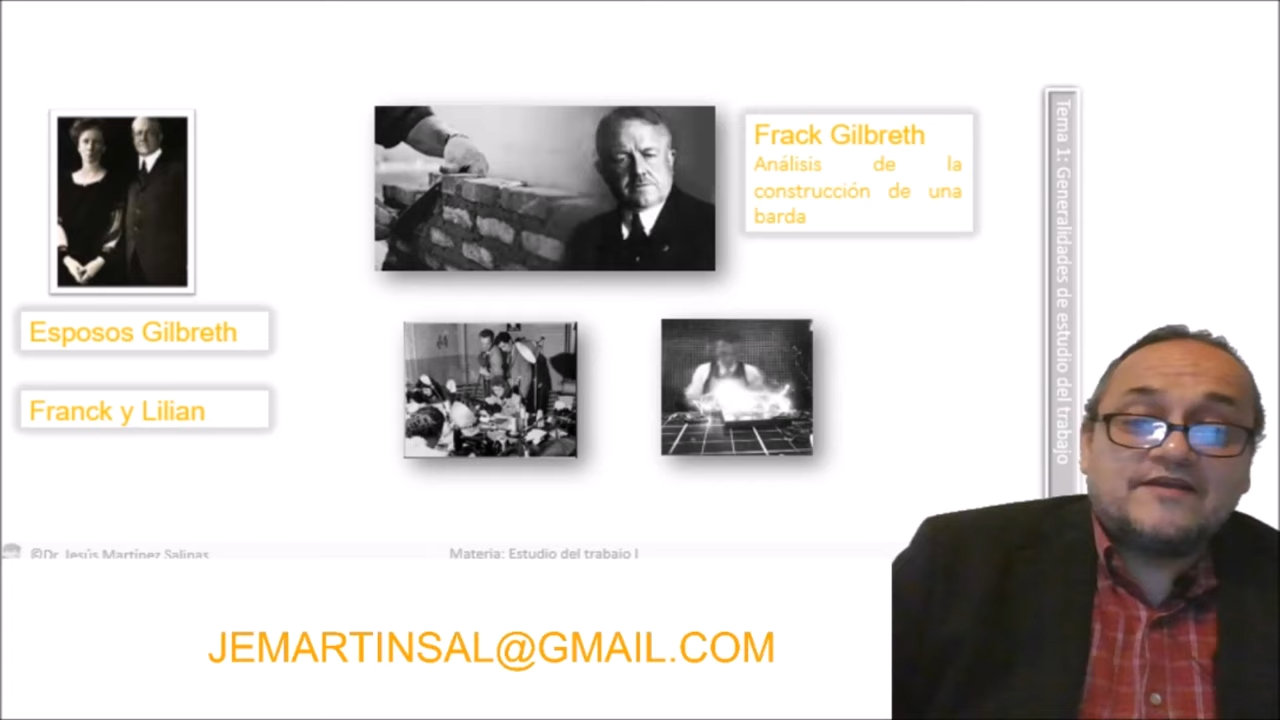 Frack Gilbreth
Análisis de la
construcción de una
barda
Esposos Gilbreth
Franck y Lilian
Tema 1: Generalidades de estudio del trabajo
©Dr. Jesús Martínez Salinas
Materia: Estudio del trabajo I
JEMARTINSAL@GMAIL.COM